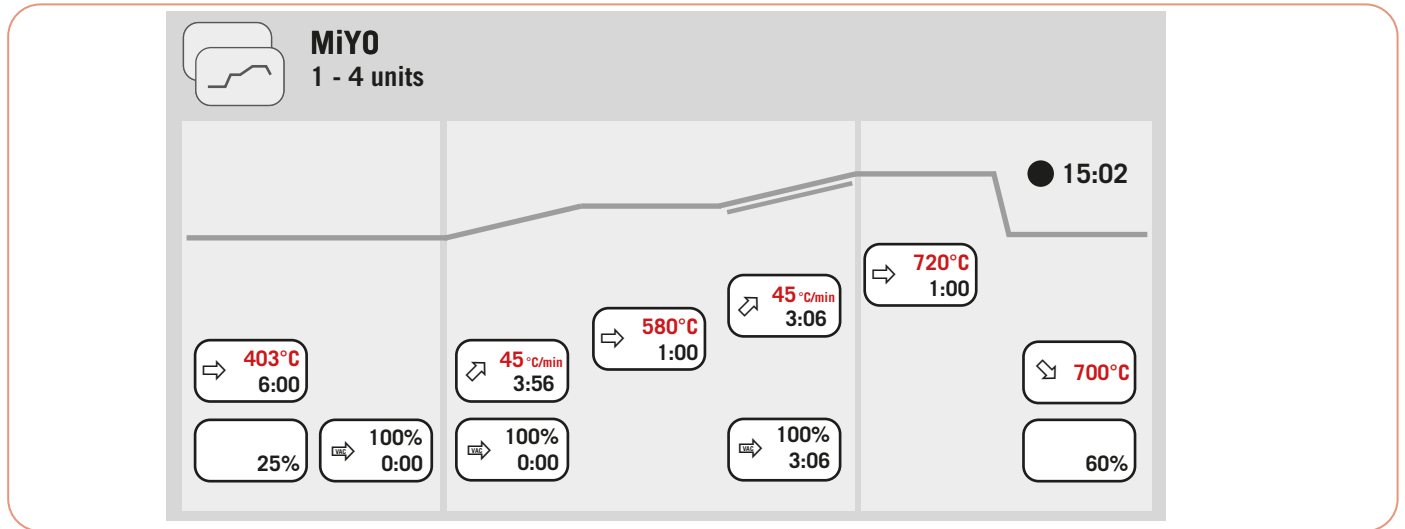 MiYO
1 - 4 units
15:02
720°C
1:00
45 °C/min
3:06
580°C
1:00
403°C
6:00
45 °C/min
3:56
700°C
25%
VAC 100%
0:00
VAC 100%
0:00
VAC 100%
3:06
60%